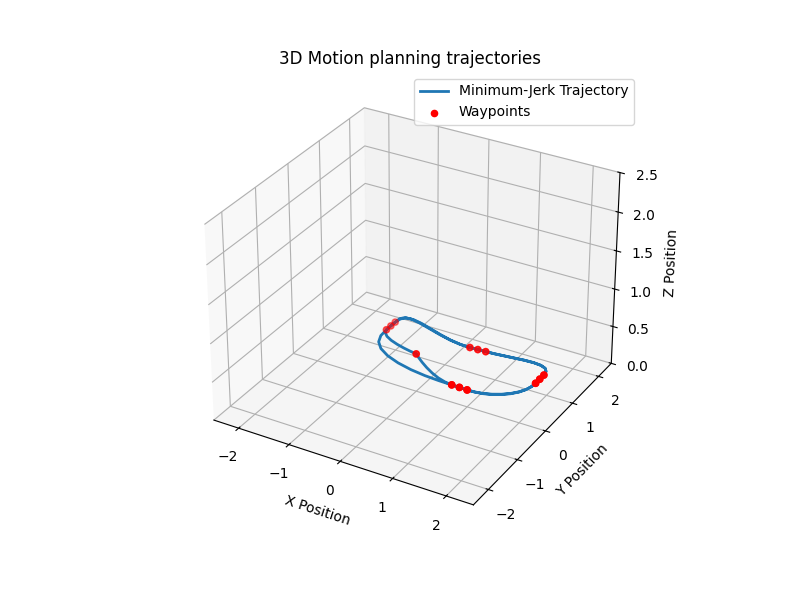 3D Motion planning trajectories
Minimum-Jerk Trajectory
Waypoints
2.5
2.0
1.5
1.0
0.5
0.0
Z Position
2
1
0
−1
−2
Y Position
−2
−1
0
1
2
X Position